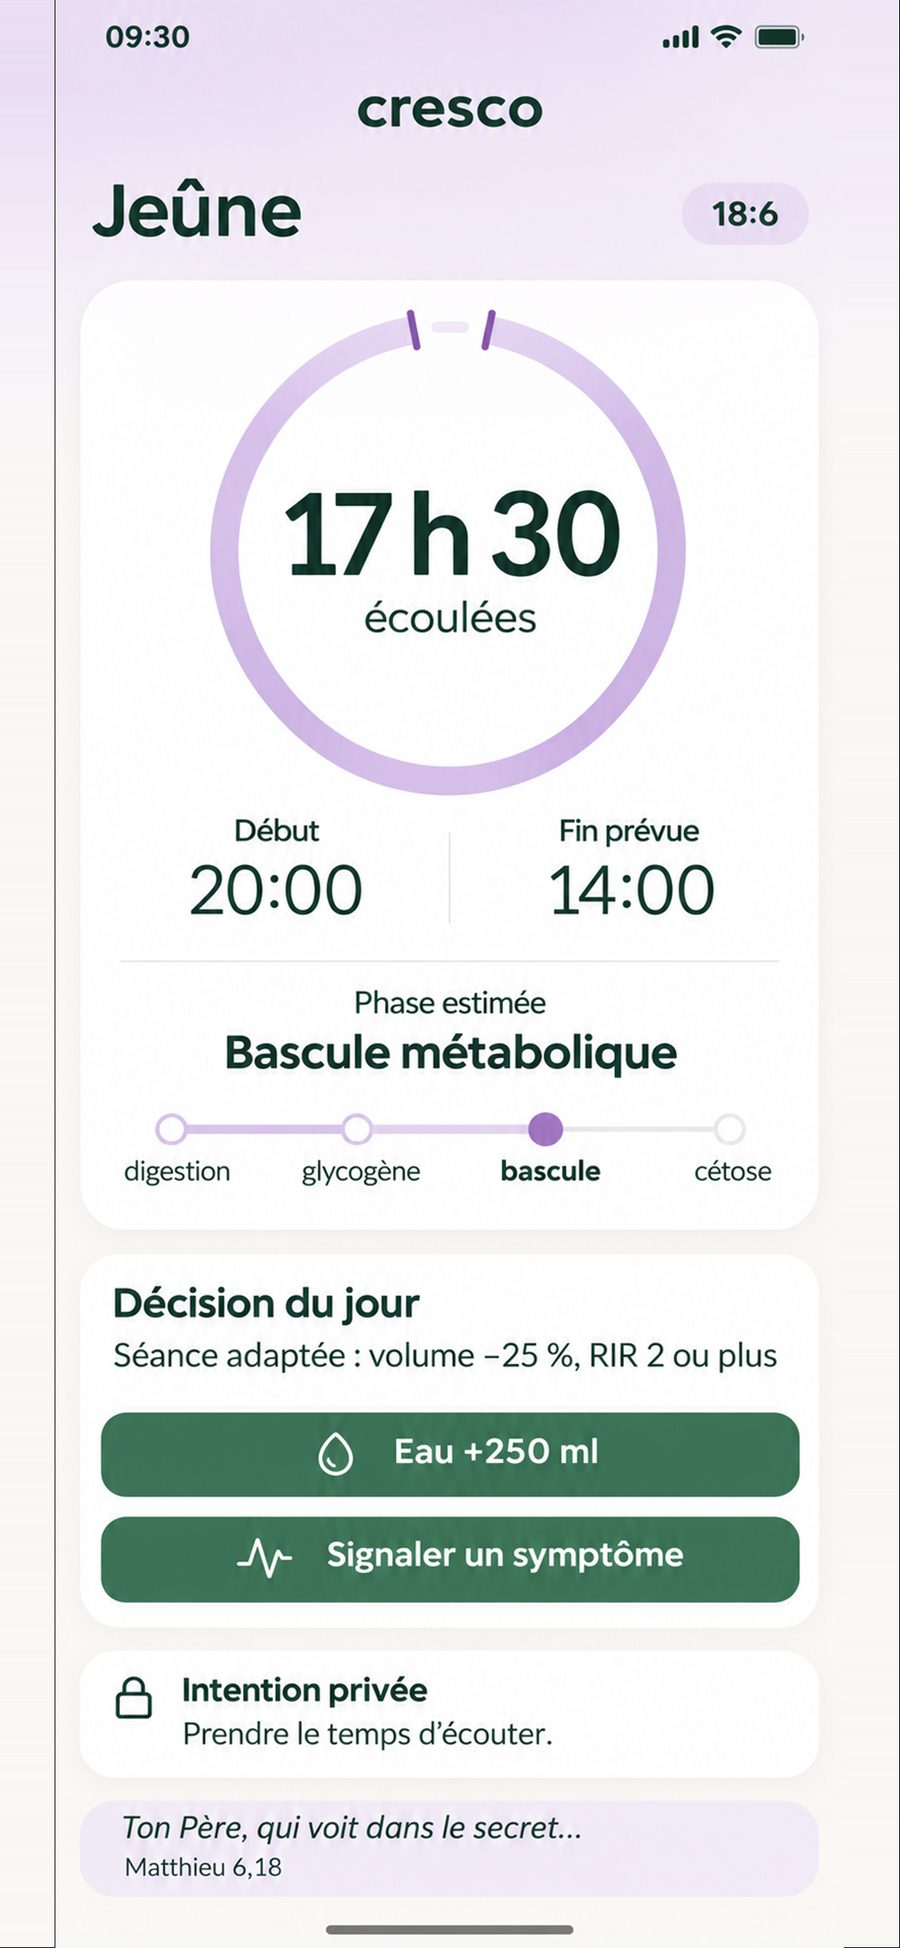 09:30
cresco
Jeûne
18:6
17 h 30
écoulées
Début
Fin prévue
20:00
14:00
Phase estimée
Bascule métabolique
digestion
glycogène
bascule
cétose
Décision du jour
Séance adaptée : volume −25 %, RIR 2 ou plus
Eau +250 ml
Signaler un symptôme
Intention privée
Prendre le temps d’écouter.
Ton Père, qui voit dans le secret...
Matthieu 6,18